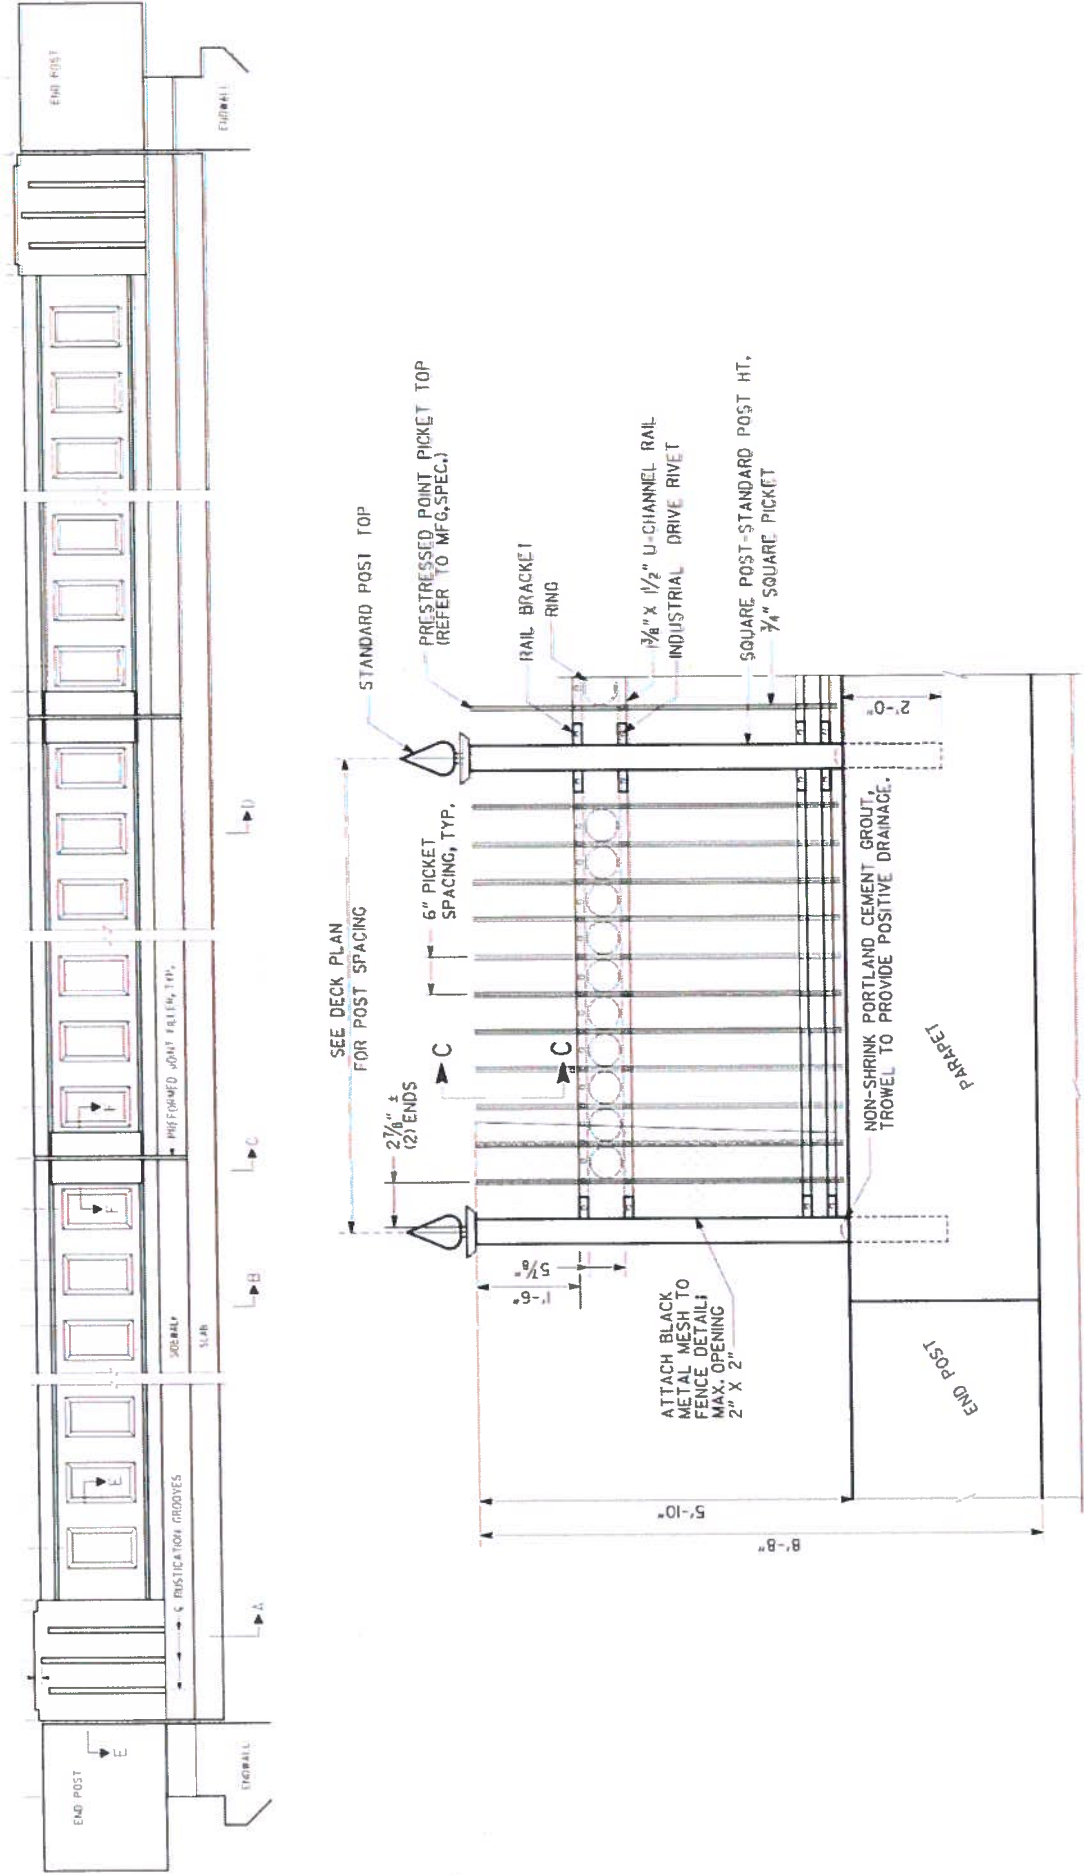 END POST
ENDWALL
E
℄ RUSTICATION GROOVES
SIDEWALK
SLAB
E
F
F
PREFORMED JOINT FILLER, TYP.
A
B
C
D
END POST
ENDWALL
SEE DECK PLAN
FOR POST SPACING
STANDARD POST TOP
2⅞" ±
(2) ENDS
6" PICKET
SPACING, TYP.
PRESTRESSED POINT PICKET TOP
(REFER TO MFG.SPEC.)
C
C
RAIL BRACKET
RING
1⅜" X 1½" U-CHANNEL RAIL
INDUSTRIAL DRIVE RIVET
SQUARE POST-STANDARD POST HT.
¾" SQUARE PICKET
1'-6"
5⅞"
ATTACH BLACK
METAL MESH TO
FENCE DETAIL:
MAX. OPENING
2" X 2"
2'-0"
NON-SHRINK PORTLAND CEMENT GROUT,
TROWEL TO PROVIDE POSITIVE DRAINAGE.
5'-10"
8'-8"
END POST
PARAPET